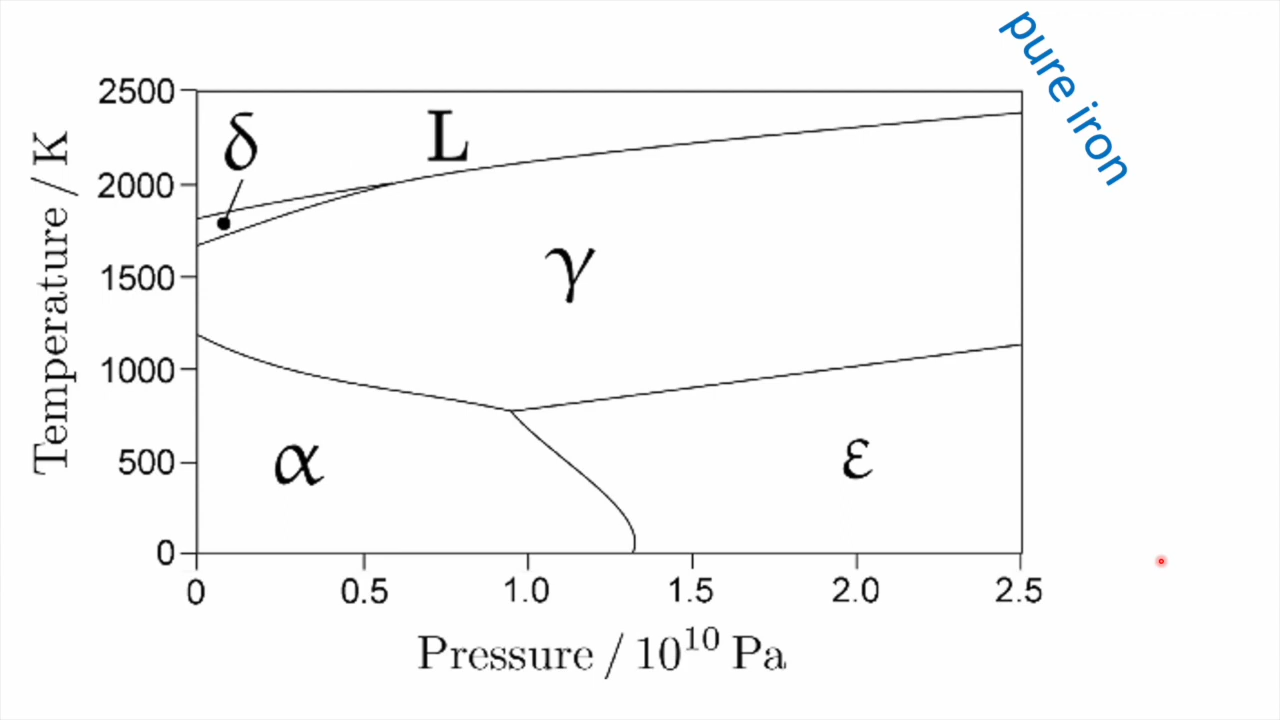 pure iron
2500
2000
1500
1000
500
0
Temperature / K
δ
L
γ
α
ε
0
0.5
1.0
1.5
2.0
2.5
Pressure / 10¹⁰ Pa